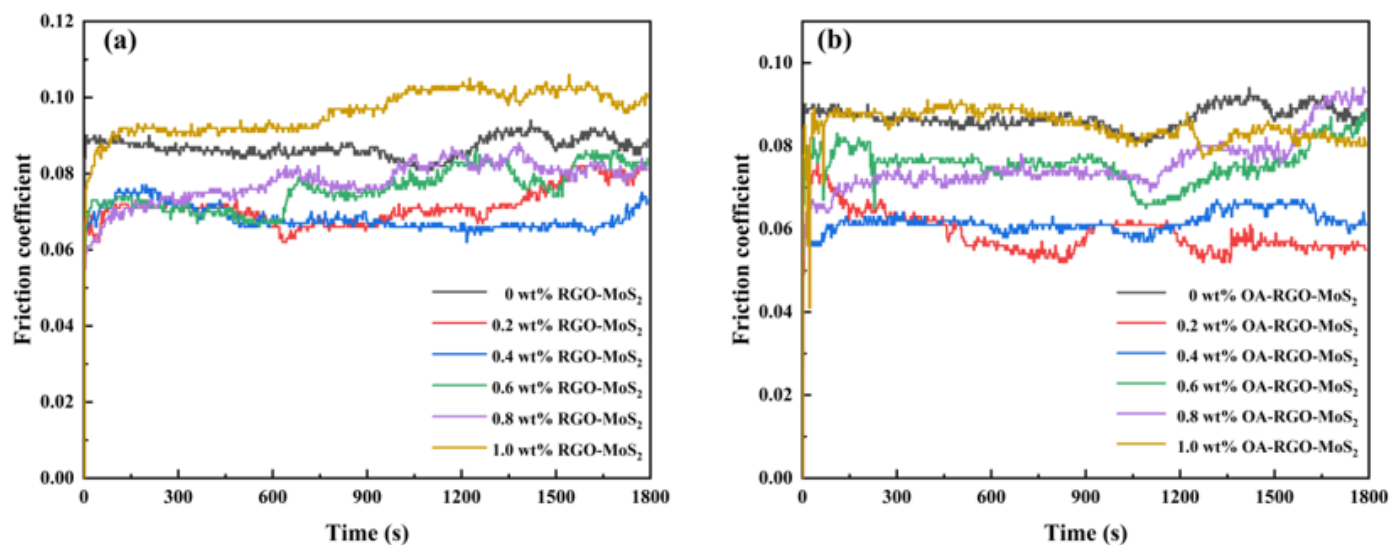 (a)
0.12
0.10
0.08
0.06
0.04
0.02
0.00
Friction coefficient
0 wt% RGO-MoS₂
0.2 wt% RGO-MoS₂
0.4 wt% RGO-MoS₂
0.6 wt% RGO-MoS₂
0.8 wt% RGO-MoS₂
1.0 wt% RGO-MoS₂
0 300 600 900 1200 1500 1800
Time (s)
(b)
0.10
0.08
0.06
0.04
0.02
0.00
Friction coefficient
0 wt% OA-RGO-MoS₂
0.2 wt% OA-RGO-MoS₂
0.4 wt% OA-RGO-MoS₂
0.6 wt% OA-RGO-MoS₂
0.8 wt% OA-RGO-MoS₂
1.0 wt% OA-RGO-MoS₂
0 300 600 900 1200 1500 1800
Time (s)